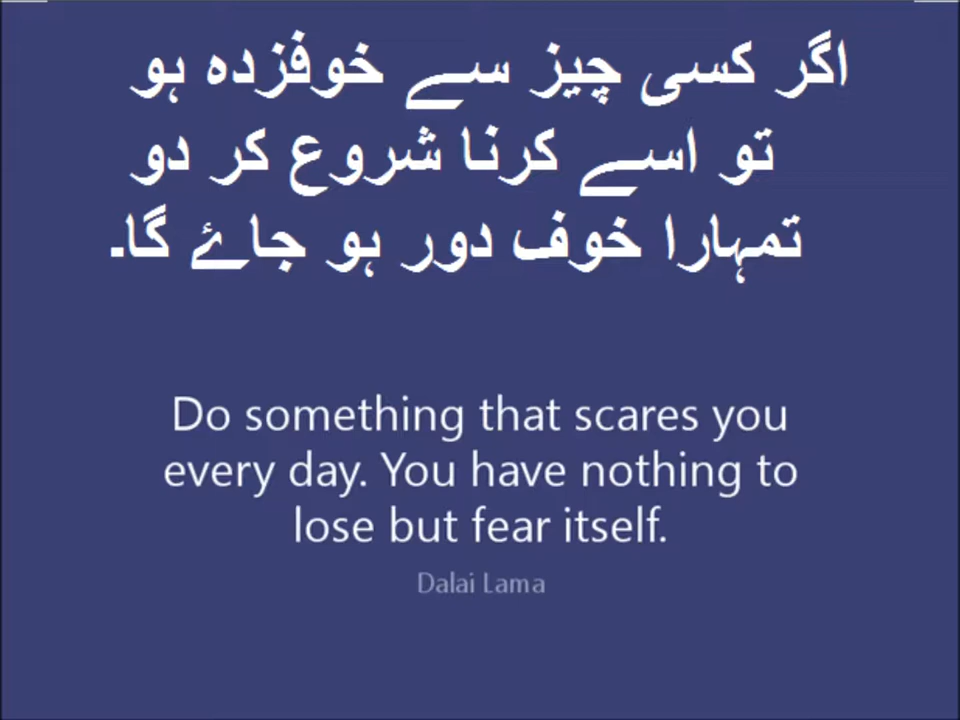 اگر کسی چیز سے خوفزدہ ہو
تو اسے کرنا شروع کر دو
تمہارا خوف دور ہو جاۓ گا۔
Do something that scares you
every day. You have nothing to
lose but fear itself.
Dalai Lama